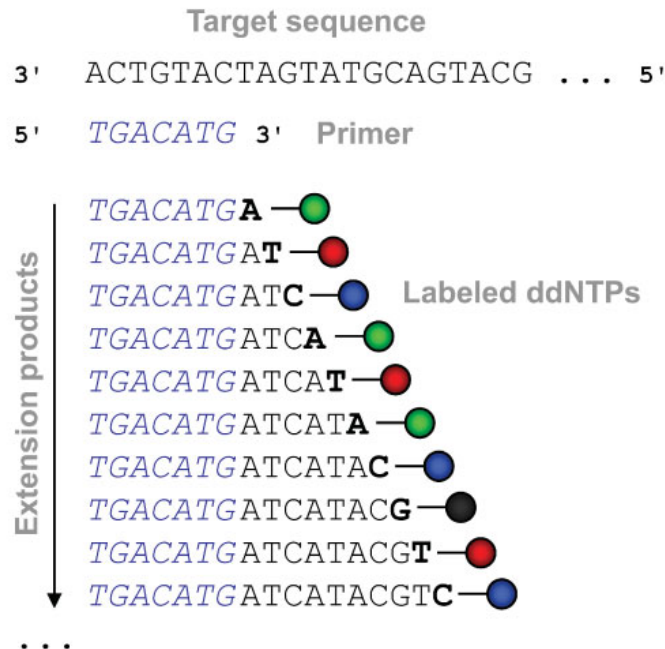 Target sequence
3' ACTGTACTAGTATGCAGTACG ... 5'
5' TGACATG 3' Primer
Extension products
TGACATGA
TGACATGAT
TGACATGATC
Labeled ddNTPs
TGACATGATCA
TGACATGATCAT
TGACATGATCATA
TGACATGATCATAC
TGACATGATCATACG
TGACATGATCATACGT
TGACATGATCATACGTC
...